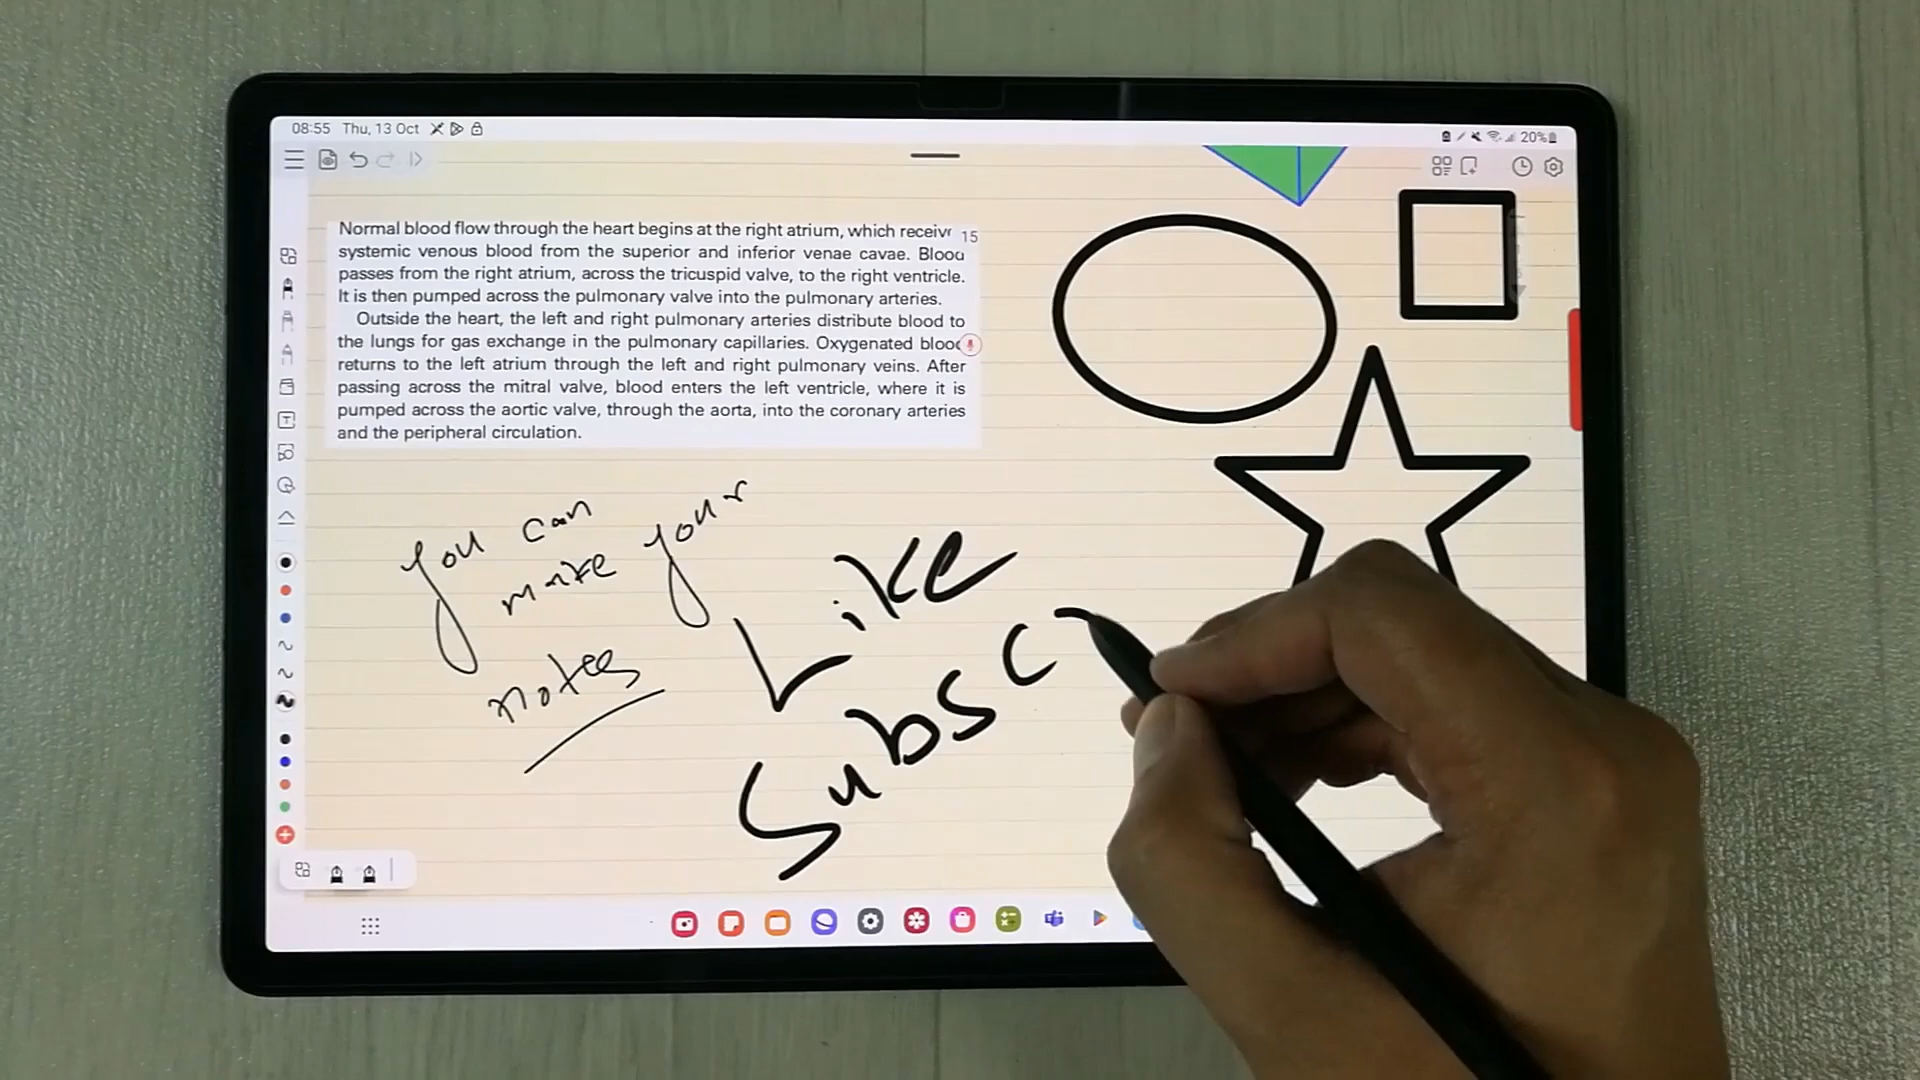 08:55 Thu, 13 Oct
20%
Normal blood flow through the heart begins at the right atrium, which receiv
15
systemic venous blood from the superior and inferior venae cavae. Blood
passes from the right atrium, across the tricuspid valve, to the right ventricle.
It is then pumped across the pulmonary valve into the pulmonary arteries.
Outside the heart, the left and right pulmonary arteries distribute blood to
the lungs for gas exchange in the pulmonary capillaries. Oxygenated blood
returns to the left atrium through the left and right pulmonary veins. After
passing across the mitral valve, blood enters the left ventricle, where it is
pumped across the aortic valve, through the aorta, into the coronary arteries
and the peripheral circulation.
you can
make your
notes
Like
Subsc